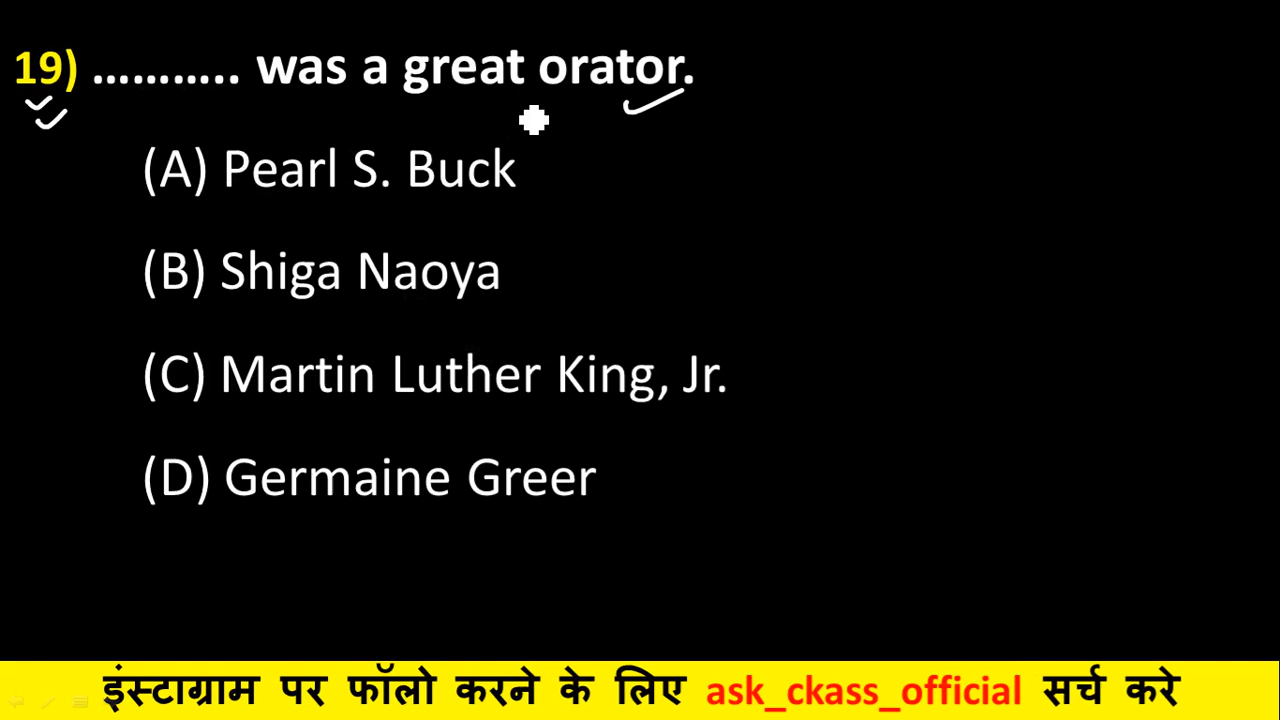 19) ……….. was a great orator.
(A) Pearl S. Buck
(B) Shiga Naoya
(C) Martin Luther King, Jr.
(D) Germaine Greer
इंस्टाग्राम पर फॉलो करने के लिए ask_ckass_official सर्च करे